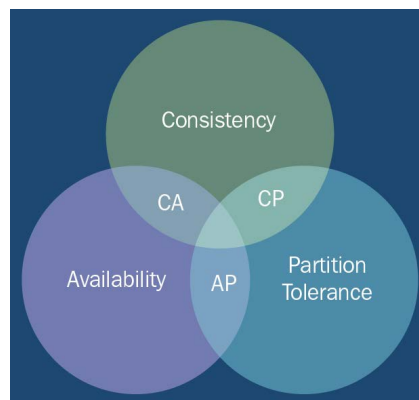 Consistency
CA
CP
Availability
AP
Partition
Tolerance